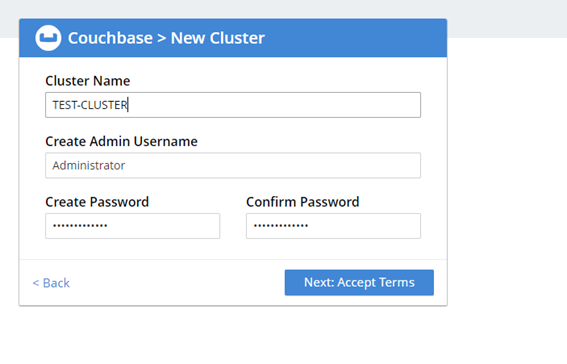 Couchbase > New Cluster
Cluster Name
TEST-CLUSTER
Create Admin Username
Administrator
Create Password Confirm Password
••••••••••••• •••••••••••••
< Back Next: Accept Terms